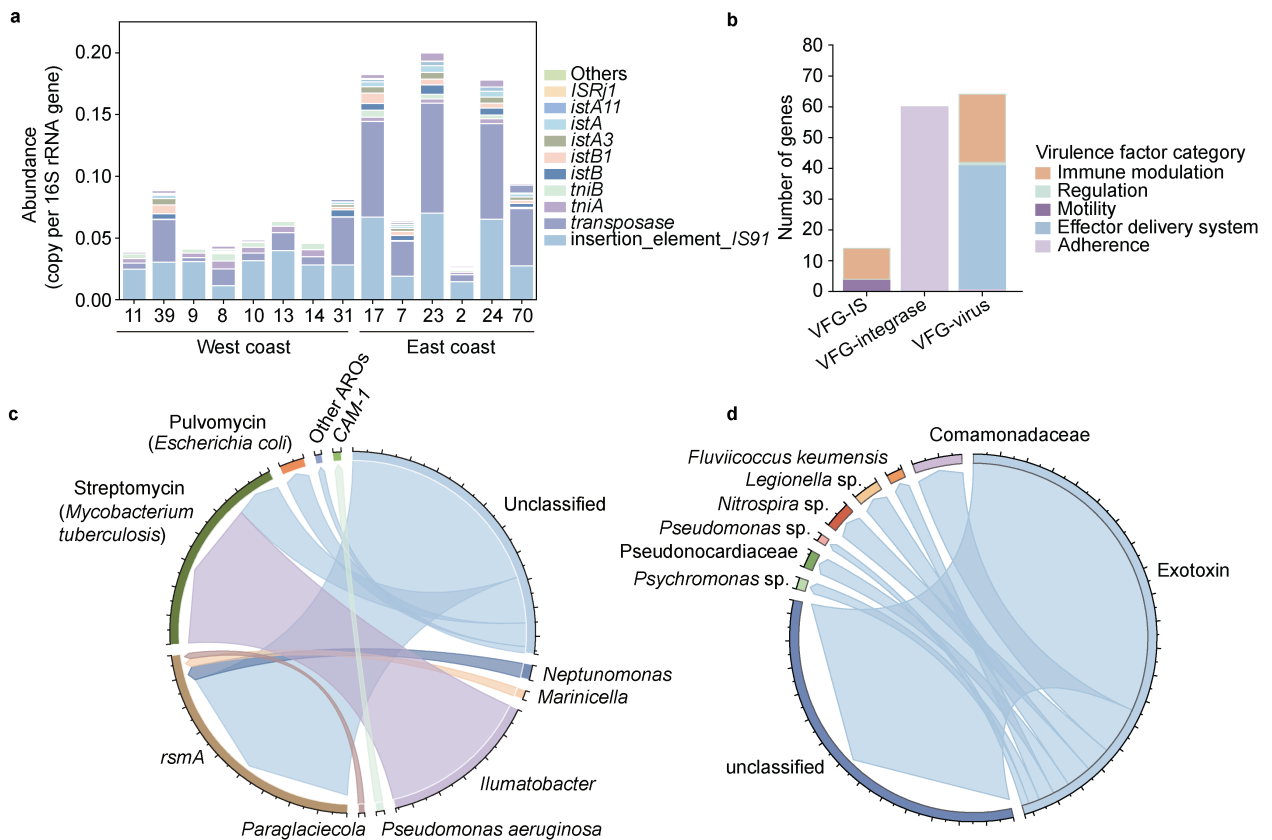 a
Abundance
(copy per 16S rRNA gene)
0.20
0.15
0.10
0.05
0.00
11 39 9 8 10 13 14 31 17 7 23 2 24 70
West coast
East coast
Others
ISRj1
istA11
istA
istA3
istB1
istB
tniB
tniA
transposase
insertion_element_IS91
b
Number of genes
80
70
60
50
40
30
20
10
0
VFG-IS
VFG-integrase
VFG-virus
Virulence factor category
Immune modulation
Regulation
Motility
Effector delivery system
Adherence
c
Pulvomycin
(Escherichia coli)
Other AROs
CAM-1
Streptomycin
(Mycobacterium
tuberculosis)
Unclassified
Neptunomonas
Marinicella
rsmA
Ilumatobacter
Paraglaciecola
Pseudomonas aeruginosa
d
Comamonadaceae
Fluviicoccus keumensis
Legionella sp.
Nitrospira sp.
Pseudomonas sp.
Pseudonocardiaceae
Psychromonas sp.
Exotoxin
unclassified